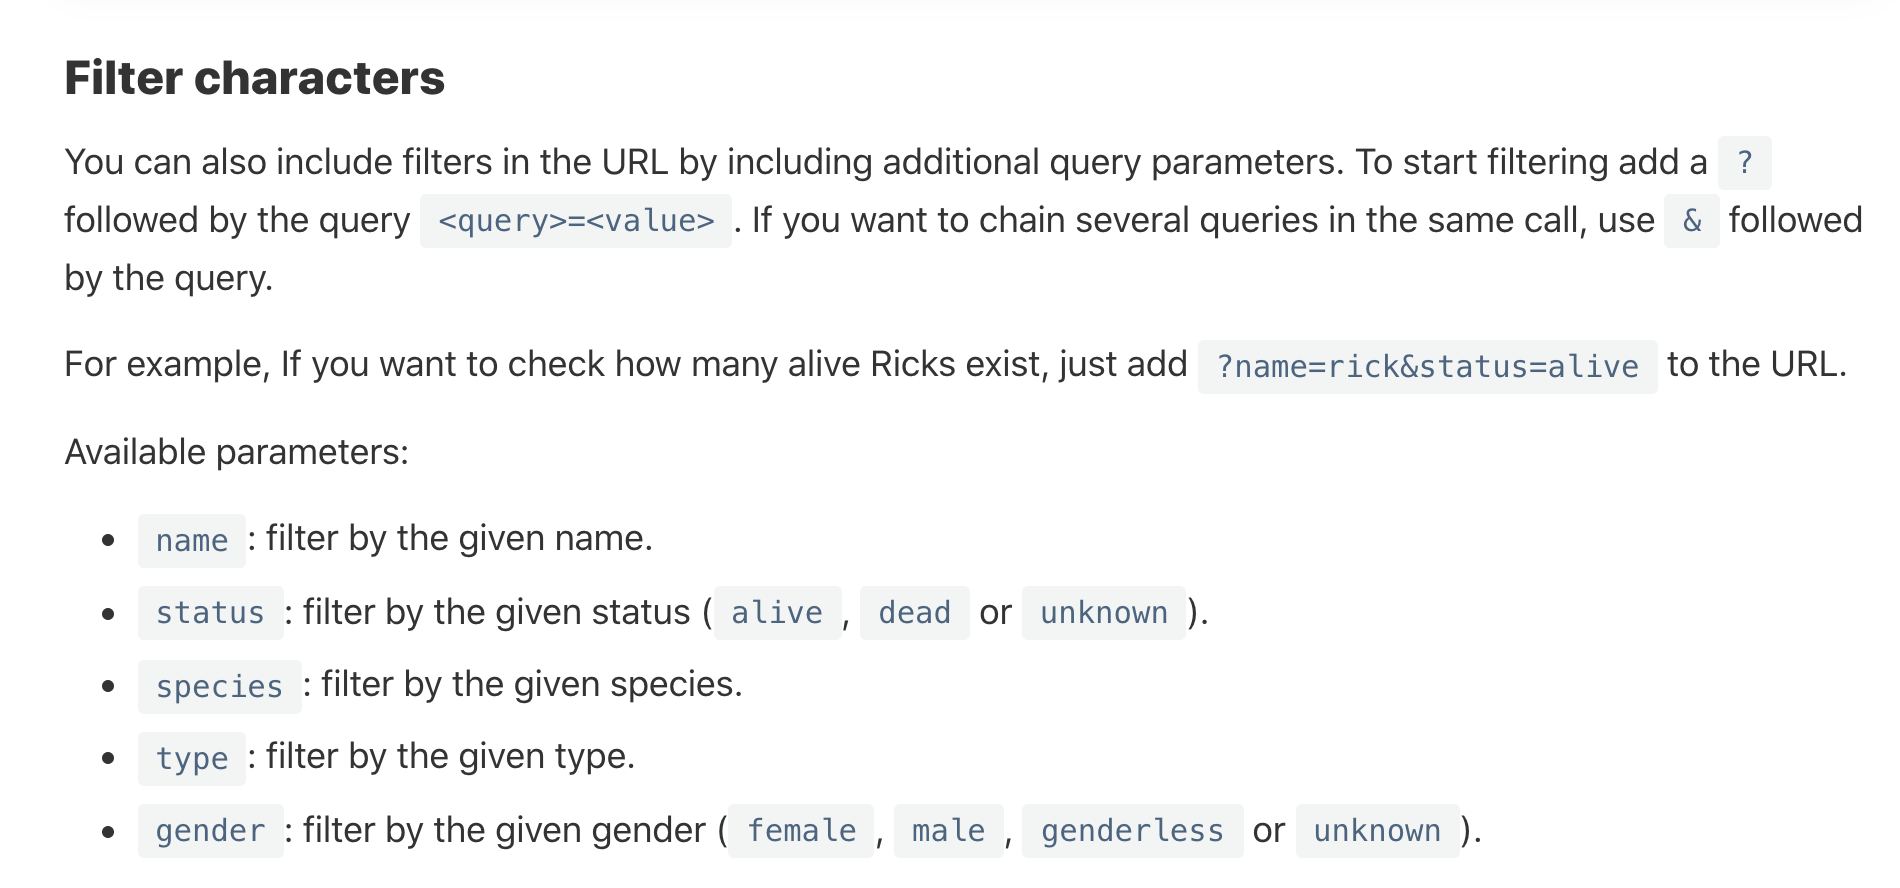 Filter characters
You can also include filters in the URL by including additional query parameters. To start filtering add a ?
followed by the query <query>=<value>. If you want to chain several queries in the same call, use & followed
by the query.
For example, If you want to check how many alive Ricks exist, just add ?name=rick&status=alive to the URL.
Available parameters:
• name: filter by the given name.
• status: filter by the given status (alive, dead or unknown).
• species: filter by the given species.
• type: filter by the given type.
• gender: filter by the given gender (female, male, genderless or unknown).